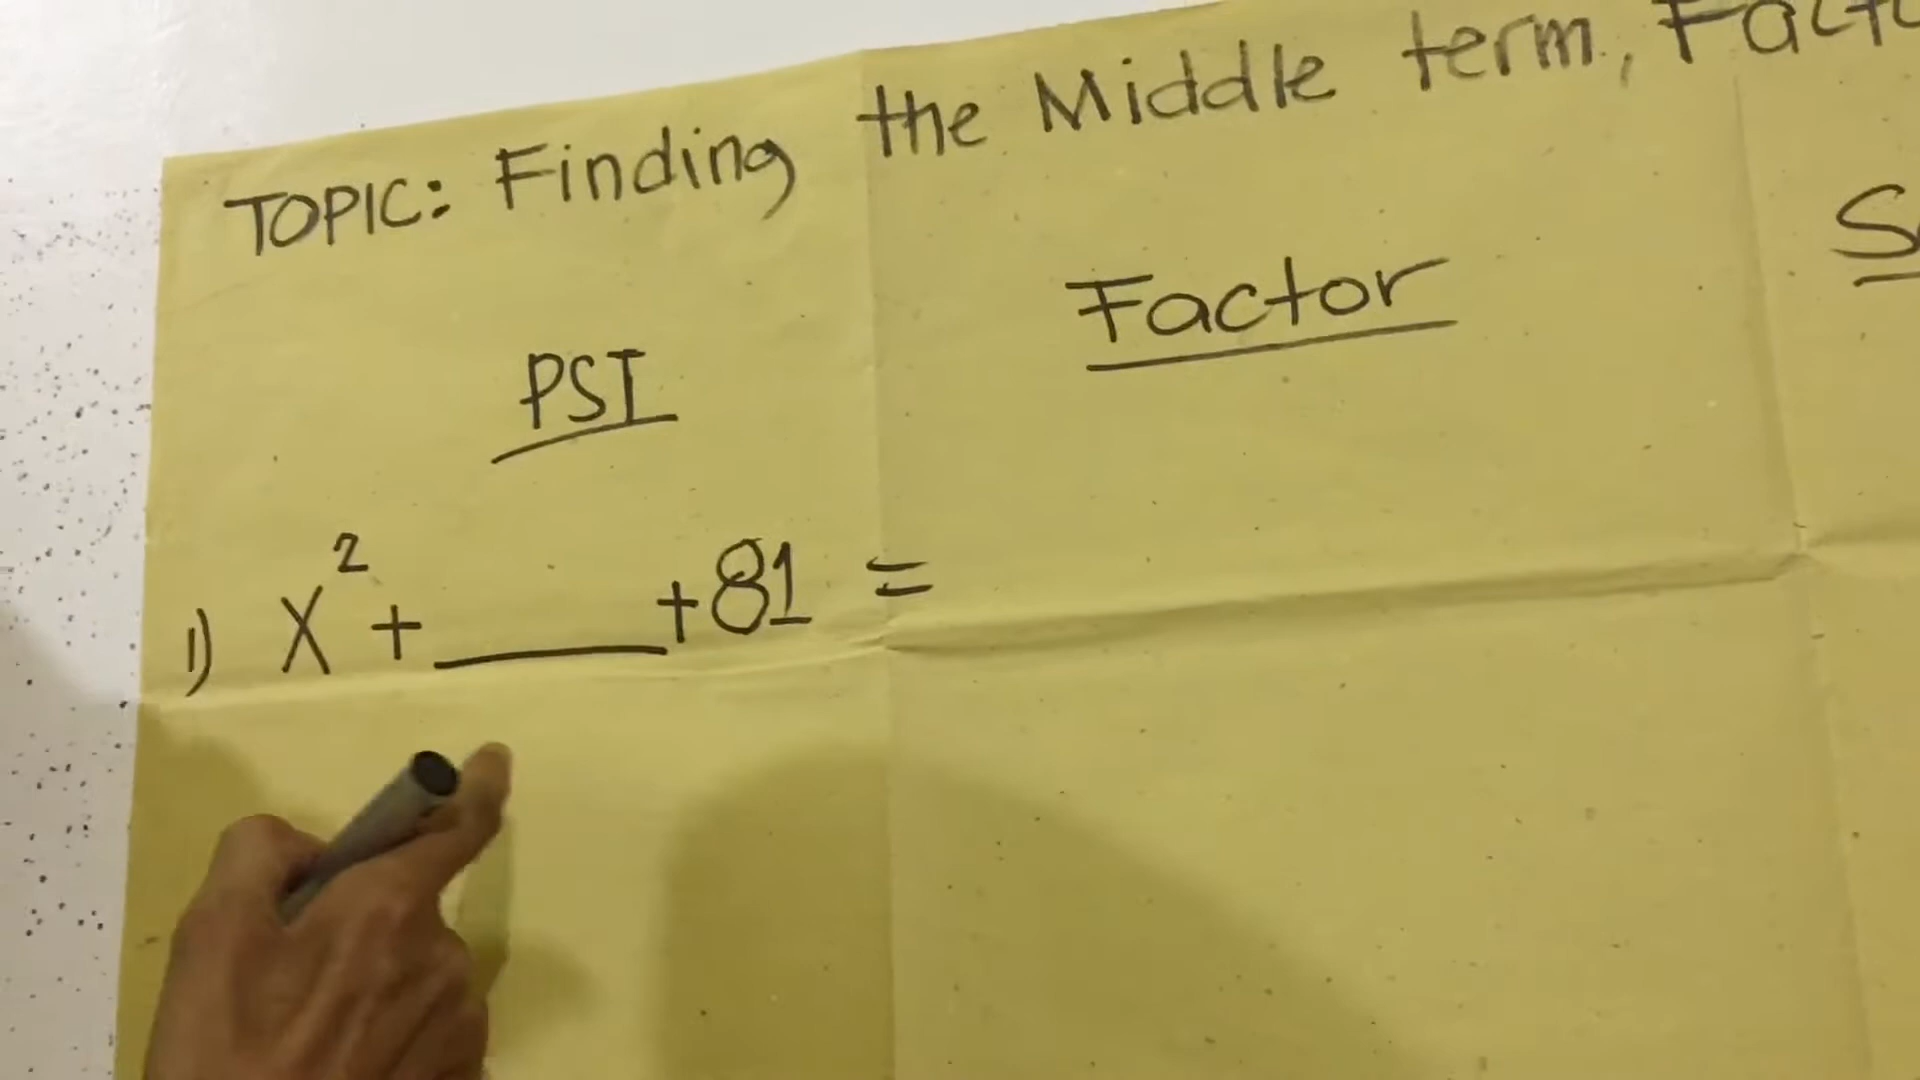 TOPIC: Finding the Middle term,
PSI
Factor
1) X² + ____ + 81 =